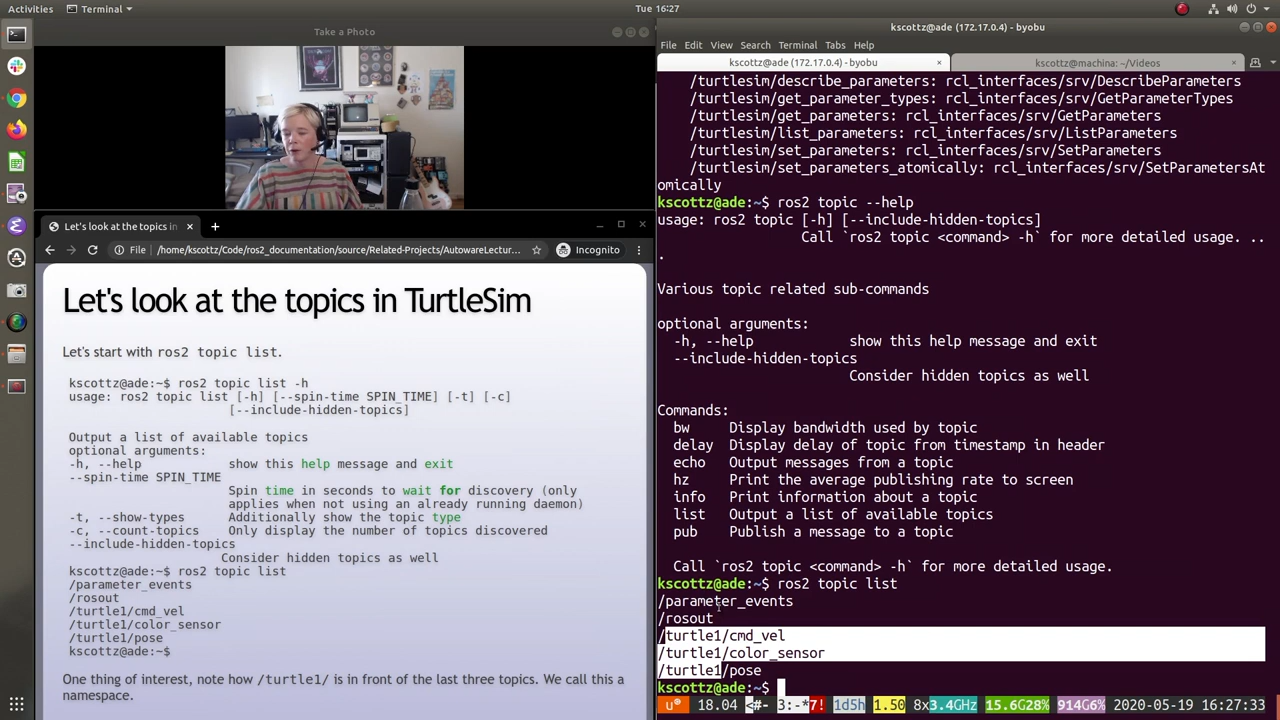 Activities
Terminal
Tue 16:27
Take a Photo
kscottz@ade (172.17.0.4) - byobu
File Edit View Search Terminal Tabs Help
kscottz@ade (172.17.0.4) - byobu
kscottz@machina: ~/Videos
/turtlesim/describe_parameters: rcl_interfaces/srv/DescribeParameters
/turtlesim/get_parameter_types: rcl_interfaces/srv/GetParameterTypes
/turtlesim/get_parameters: rcl_interfaces/srv/GetParameters
/turtlesim/list_parameters: rcl_interfaces/srv/ListParameters
/turtlesim/set_parameters: rcl_interfaces/srv/SetParameters
/turtlesim/set_parameters_atomically: rcl_interfaces/srv/SetParametersAt
omically
kscottz@ade:~$ ros2 topic --help
usage: ros2 topic [-h] [--include-hidden-topics]
Call `ros2 topic <command> -h` for more detailed usage. ..
.
Various topic related sub-commands
optional arguments:
-h, --help show this help message and exit
--include-hidden-topics
Consider hidden topics as well
Commands:
bw Display bandwidth used by topic
delay Display delay of topic from timestamp in header
echo Output messages from a topic
hz Print the average publishing rate to screen
info Print information about a topic
list Output a list of available topics
pub Publish a message to a topic
Call `ros2 topic <command> -h` for more detailed usage.
kscottz@ade:~$ ros2 topic list
/parameter_events
/rosout
/turtle1/cmd_vel
/turtle1/color_sensor
/turtle1/pose
kscottz@ade:~$
18.04 <#- 3:-*7! 1d5h 1.50 8x3.4GHz 15.6G28% 914G6% 2020-05-19 16:27:33
Let's look at the topics in
File /home/kscottz/Code/ros2_documentation/source/Related-Projects/AutowareLectur...
Incognito
Let's look at the topics in TurtleSim
Let's start with ros2 topic list.
kscottz@ade:~$ ros2 topic list -h
usage: ros2 topic list [-h] [--spin-time SPIN_TIME] [-t] [-c]
[--include-hidden-topics]
Output a list of available topics
optional arguments:
-h, --help show this help message and exit
--spin-time SPIN_TIME
Spin time in seconds to wait for discovery (only
applies when not using an already running daemon)
-t, --show-types Additionally show the topic type
-c, --count-topics Only display the number of topics discovered
--include-hidden-topics
Consider hidden topics as well
kscottz@ade:~$ ros2 topic list
/parameter_events
/rosout
/turtle1/cmd_vel
/turtle1/color_sensor
/turtle1/pose
kscottz@ade:~$
One thing of interest, note how /turtle1/ is in front of the last three topics. We call this a
namespace.